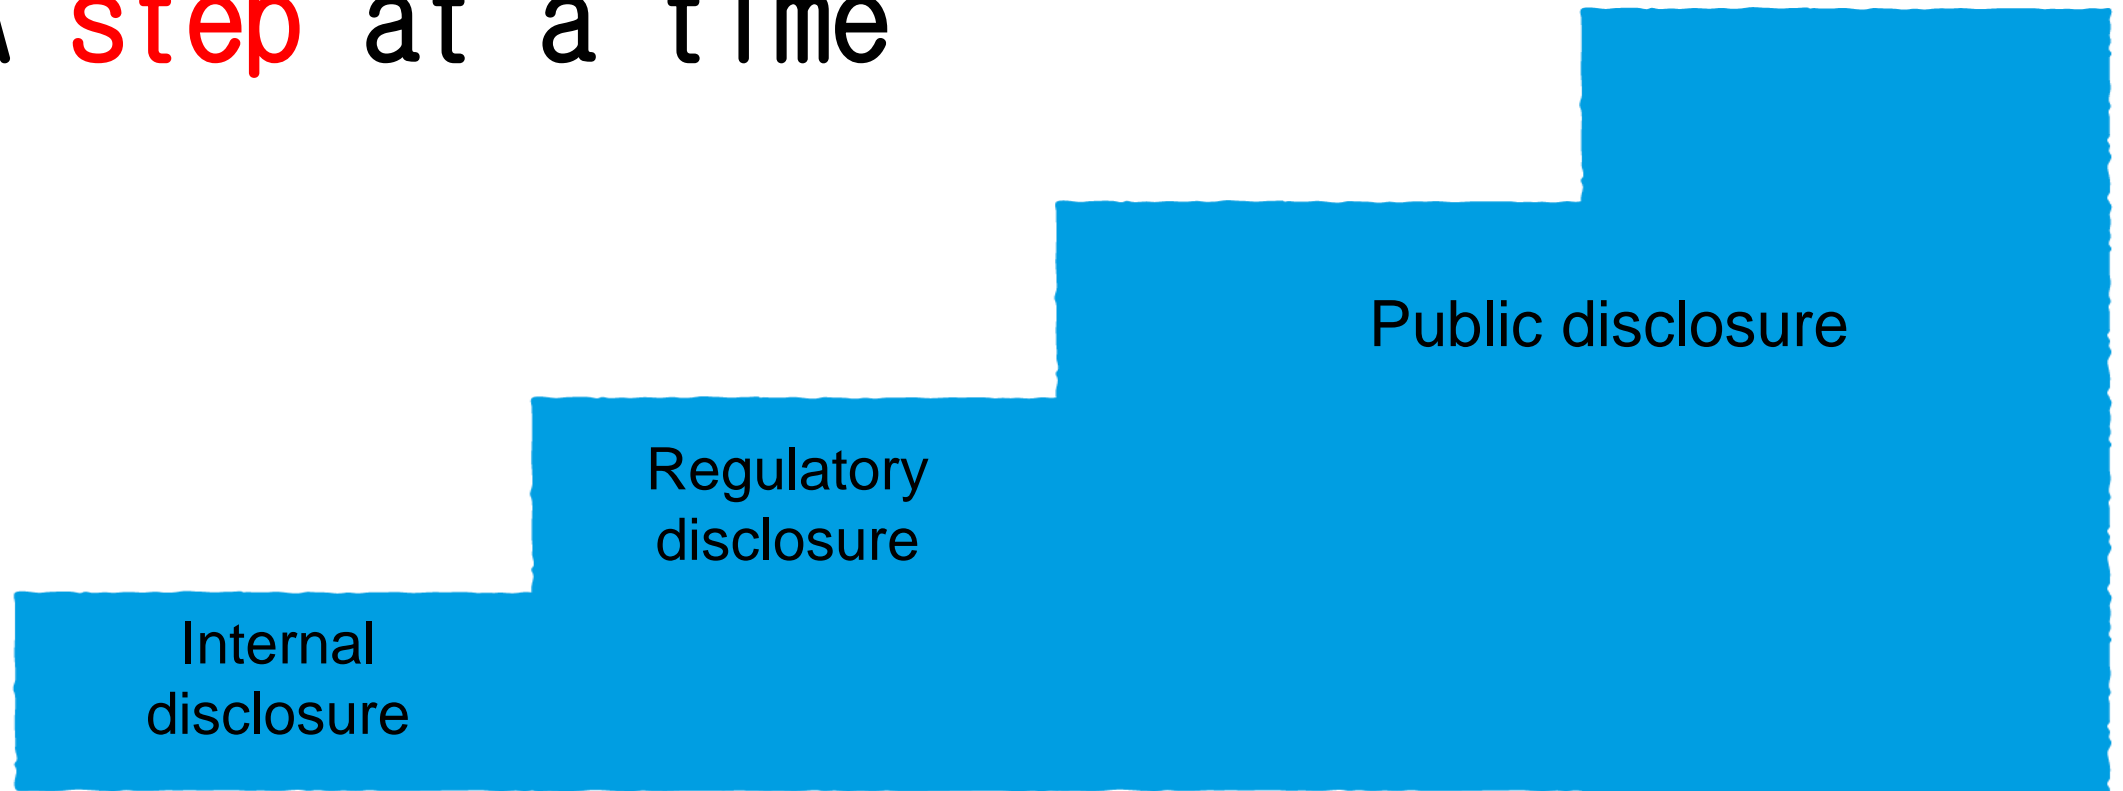 A step at a time
Public disclosure
Regulatory
disclosure
Internal
disclosure